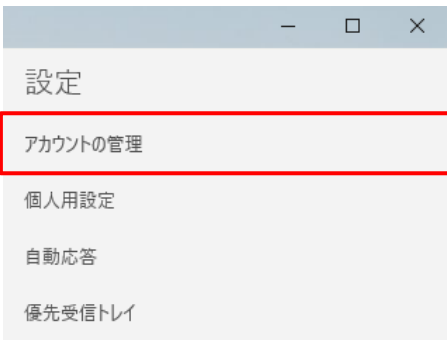 設定
アカウントの管理
個人用設定
自動応答
優先受信トレイ